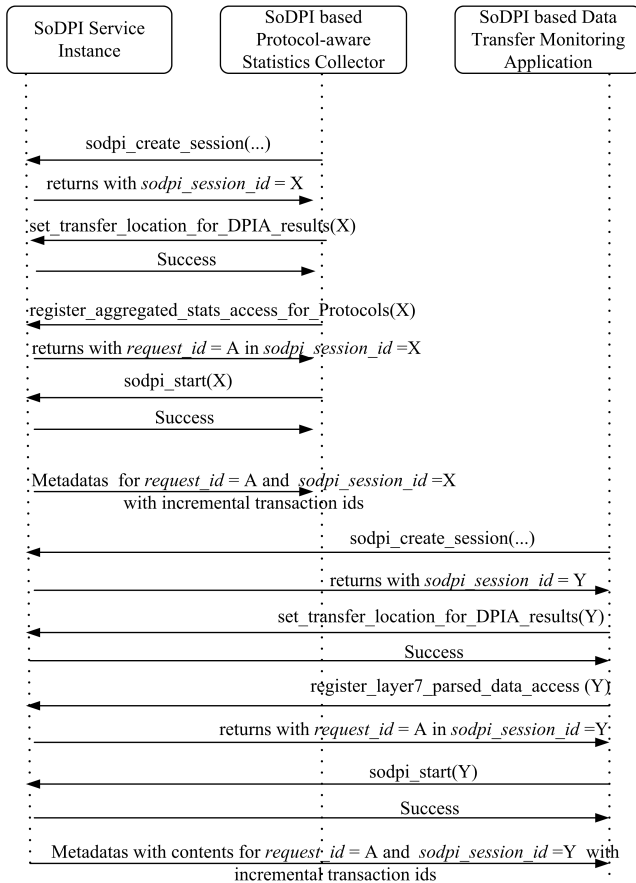 SoDPI Service
Instance
SoDPI based
Protocol-aware
Statistics Collector
SoDPI based Data
Transfer Monitoring
Application
sodpi_create_session(...)
returns with sodpi_session_id = X
set_transfer_location_for_DPIA_results(X)
Success
register_aggregated_stats_access_for_Protocols(X)
returns with request_id = A in sodpi_session_id =X
sodpi_start(X)
Success
Metadatas for request_id = A and sodpi_session_id =X
with incremental transaction ids
sodpi_create_session(...)
returns with sodpi_session_id = Y
set_transfer_location_for_DPIA_results(Y)
Success
register_layer7_parsed_data_access (Y)
returns with request_id = A in sodpi_session_id =Y
sodpi_start(Y)
Success
Metadatas with contents for request_id = A and sodpi_session_id =Y with
incremental transaction ids